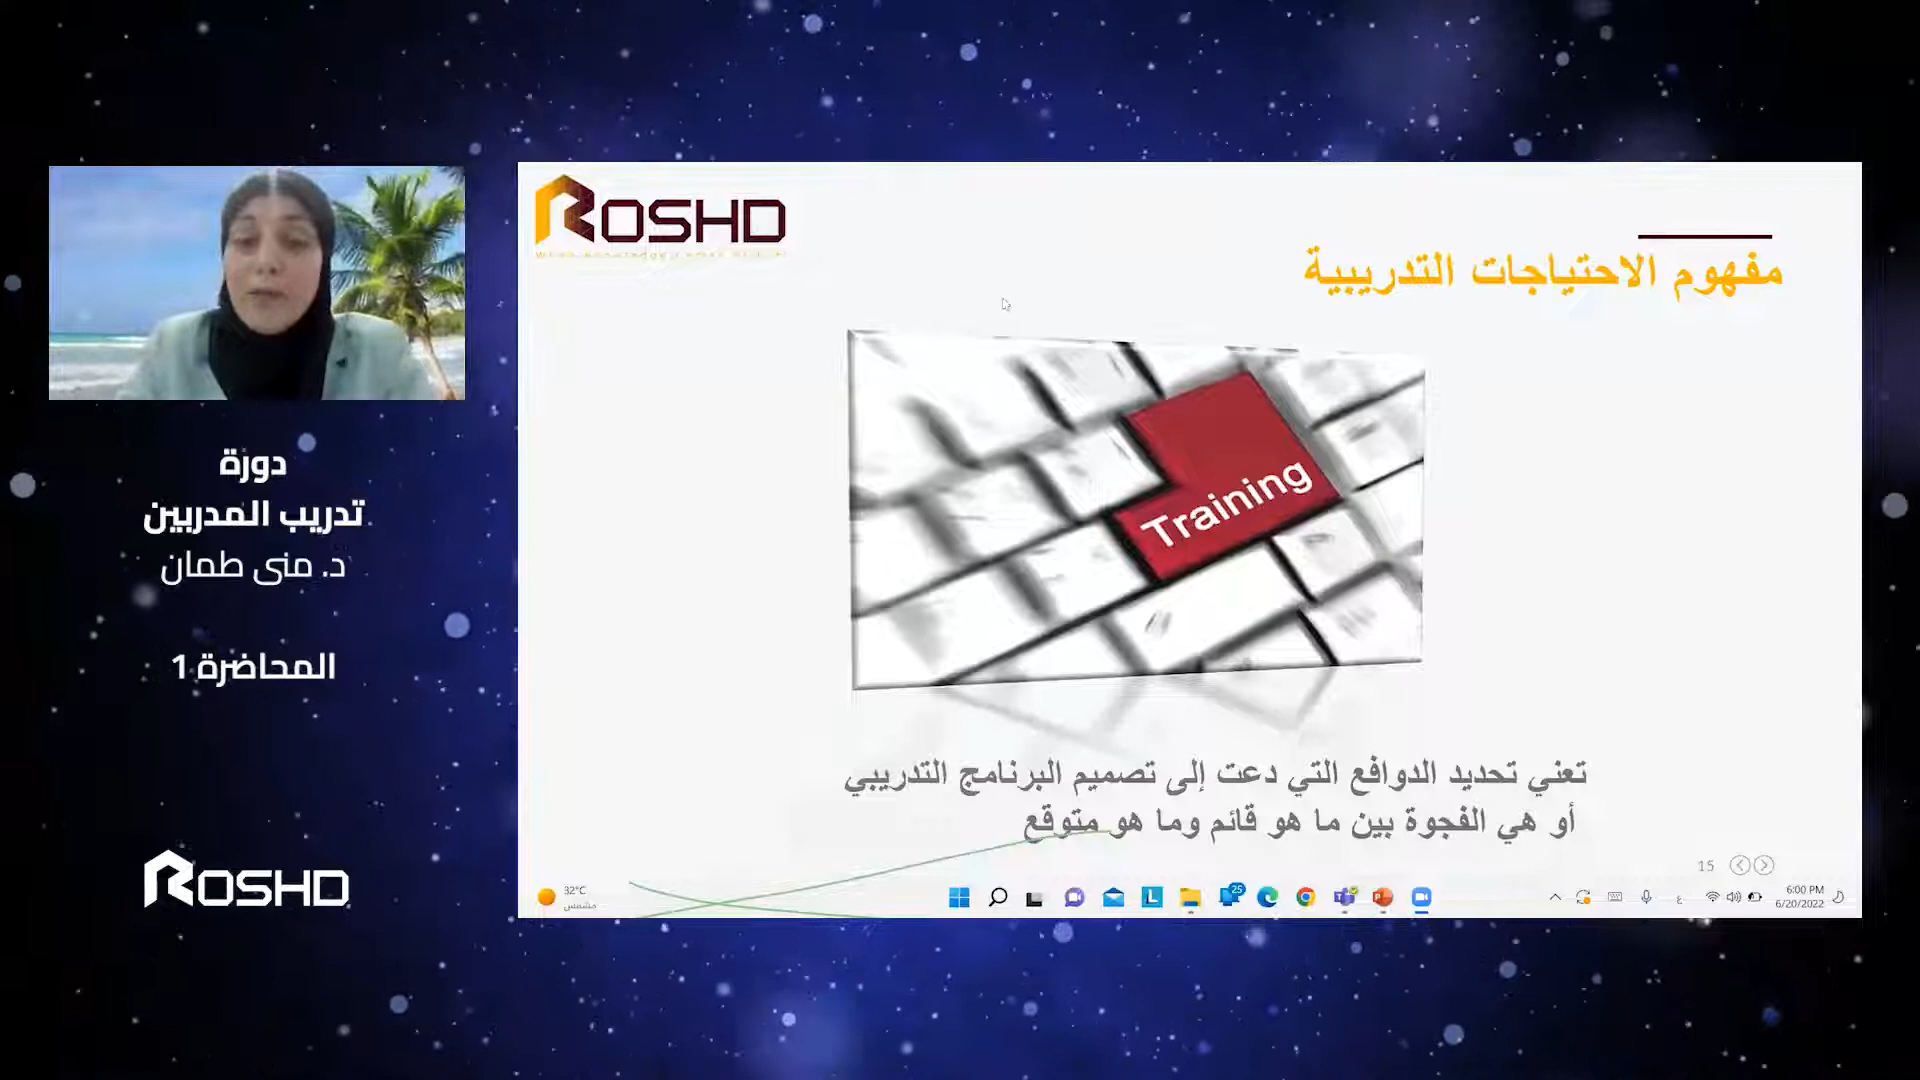 ROSHD
مفهوم الاحتياجات التدريبية
Training
تعني تحديد الدوافع التي دعت إلى تصميم البرنامج التدريبي
أو هي الفجوة بين ما هو قائم وما هو متوقع
15
32°C
مشمس
25
ع
6:00 PM
6/20/2022
دورة
تدريب المدربين
د. منى طمان
المحاضرة 1
ROSHD